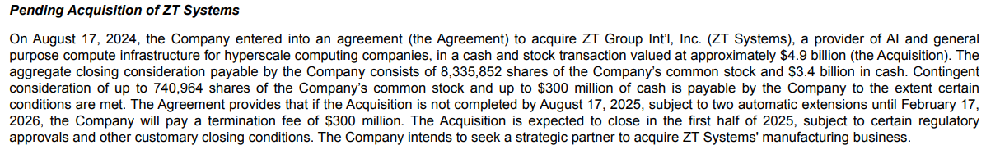 Pending Acquisition of ZT Systems
On August 17, 2024, the Company entered into an agreement (the Agreement) to acquire ZT Group Int'l, Inc. (ZT Systems), a provider of AI and general
purpose compute infrastructure for hyperscale computing companies, in a cash and stock transaction valued at approximately $4.9 billion (the Acquisition). The
aggregate closing consideration payable by the Company consists of 8,335,852 shares of the Company's common stock and $3.4 billion in cash. Contingent
consideration of up to 740,964 shares of the Company's common stock and up to $300 million of cash is payable by the Company to the extent certain
conditions are met. The Agreement provides that if the Acquisition is not completed by August 17, 2025, subject to two automatic extensions until February 17,
2026, the Company will pay a termination fee of $300 million. The Acquisition is expected to close in the first half of 2025, subject to certain regulatory
approvals and other customary closing conditions. The Company intends to seek a strategic partner to acquire ZT Systems' manufacturing business.